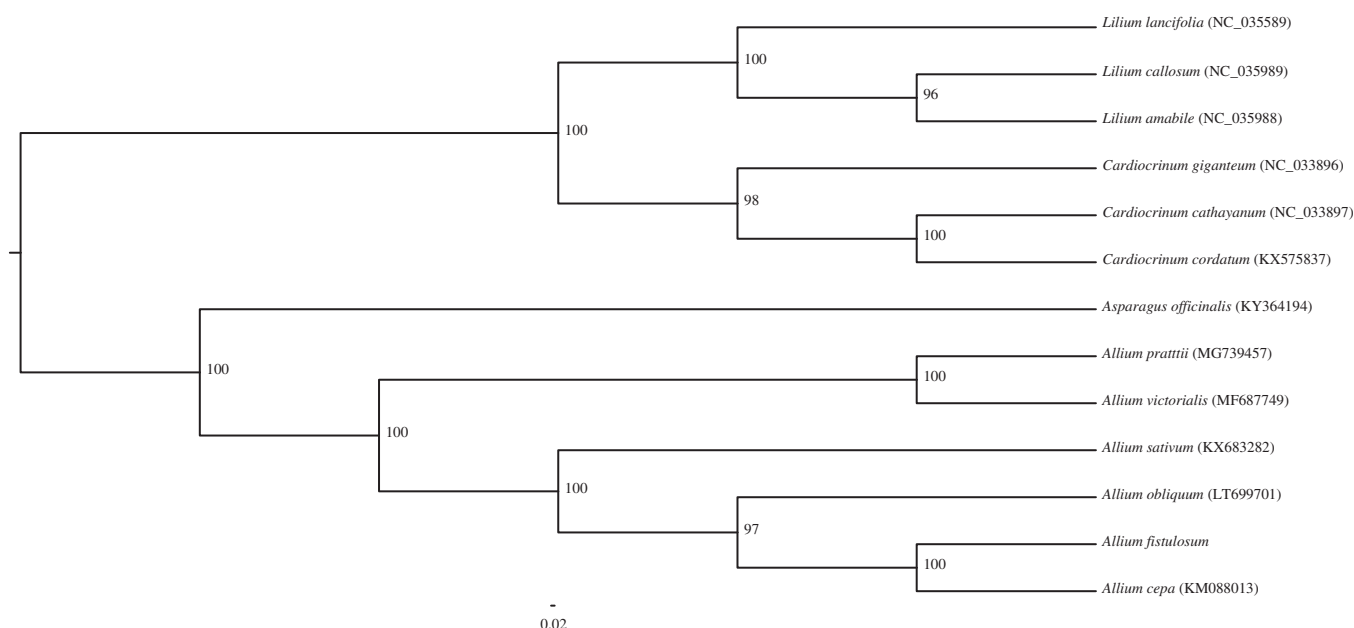 Lilium lancifolia (NC_035589)
100
Lilium callosum (NC_035989)
96
Lilium amabile (NC_035988)
100
Cardiocrinum giganteum (NC_033896)
98
Cardiocrinum cathayanum (NC_033897)
100
Cardiocrinum cordatum (KX575837)
Asparagus officinalis (KY364194)
100
Allium pratttii (MG739457)
100
Allium victorialis (MF687749)
100
Allium sativum (KX683282)
100
Allium obliquum (LT699701)
97
Allium fistulosum
100
Allium cepa (KM088013)
0.02